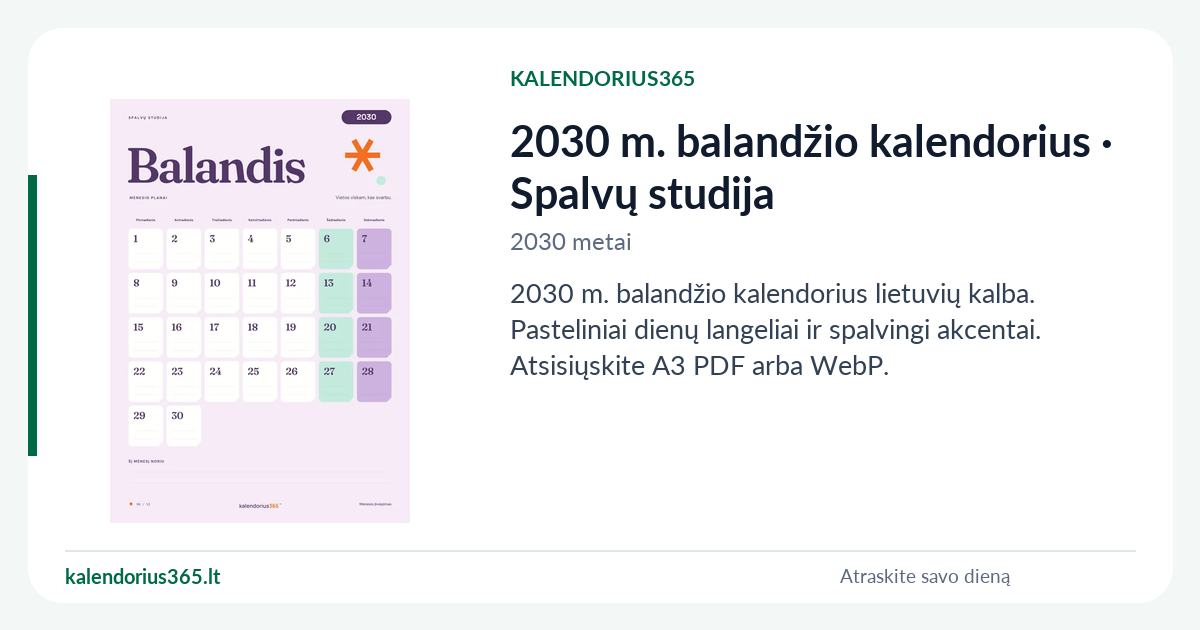 SPALVŲ STUDIJA
2030
Balandis
MĖNESIO PLANAI
Vietos viskam, kas svarbu.
Pirmadienis Antradienis Trečiadienis Ketvirtadienis Penktadienis Šeštadienis Sekmadienis
1 2 3 4 5 6 7
8 9 10 11 12 13 14
15 16 17 18 19 20 21
22 23 24 25 26 27 28
29 30
ŠĮ MĖNESĮ NORIU
04 / 12
kalendorius365
KALENDORIUS365
2030 m. balandžio kalendorius ·
Spalvų studija
2030 metai
2030 m. balandžio kalendorius lietuvių kalba.
Pasteliniai dienų langeliai ir spalvingi akcentai.
Atsisiųskite A3 PDF arba WebP.
kalendorius365.lt
Atraskite savo dieną